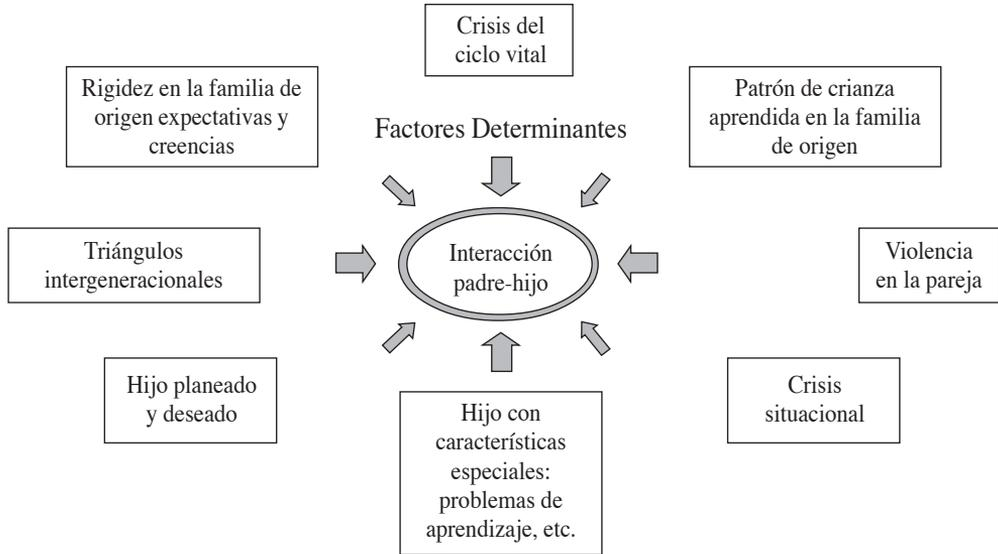 Crisis del
ciclo vital
Rigidez en la familia de
origen expectativas y
creencias
Patrón de crianza
aprendida en la familia
de origen
Factores Determinantes
Triángulos
intergeneracionales
Interacción
padre-hijo
Violencia
en la pareja
Hijo planeado
y deseado
Hijo con
características
especiales:
problemas de
aprendizaje, etc.
Crisis
situacional